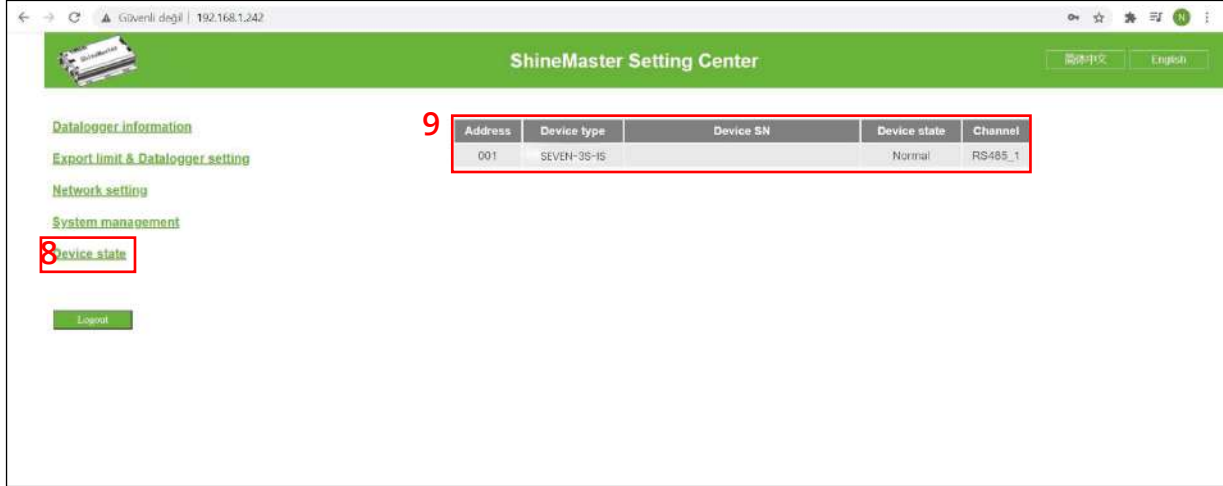 Güvenli değil | 192.168.1.242
ShineMaster
ShineMaster Setting Center
简体中文 English
Datalogger information
Export limit & Datalogger setting
Network setting
System management
8 Device state
Logout
9
Address Device type Device SN Device state Channel
001 SEVEN-3S-IS Normal RS485_1
N